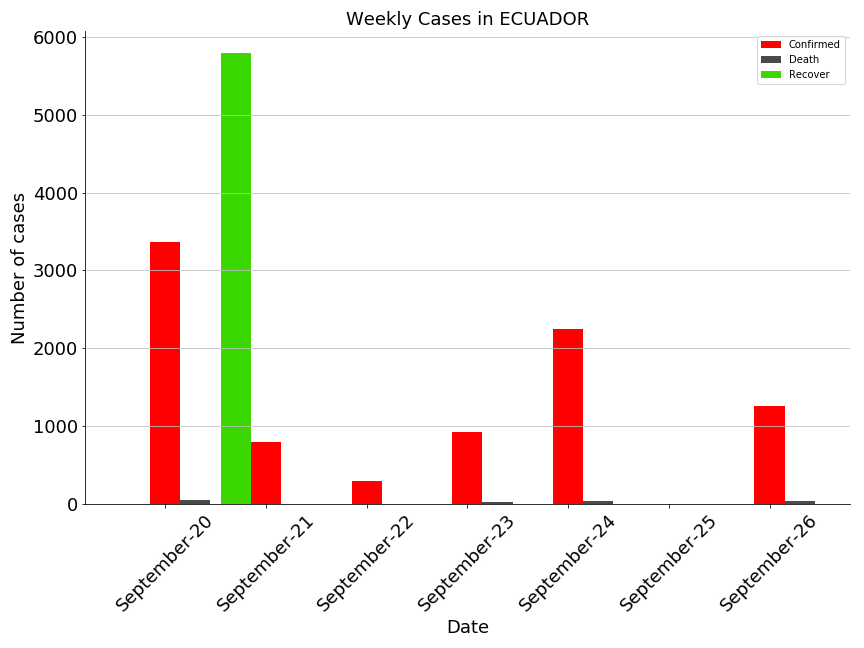 Weekly Cases in ECUADOR
Confirmed
Death
Recover
Number of cases
6000
5000
4000
3000
2000
1000
0
September-20
September-21
September-22
September-23
September-24
September-25
September-26
Date